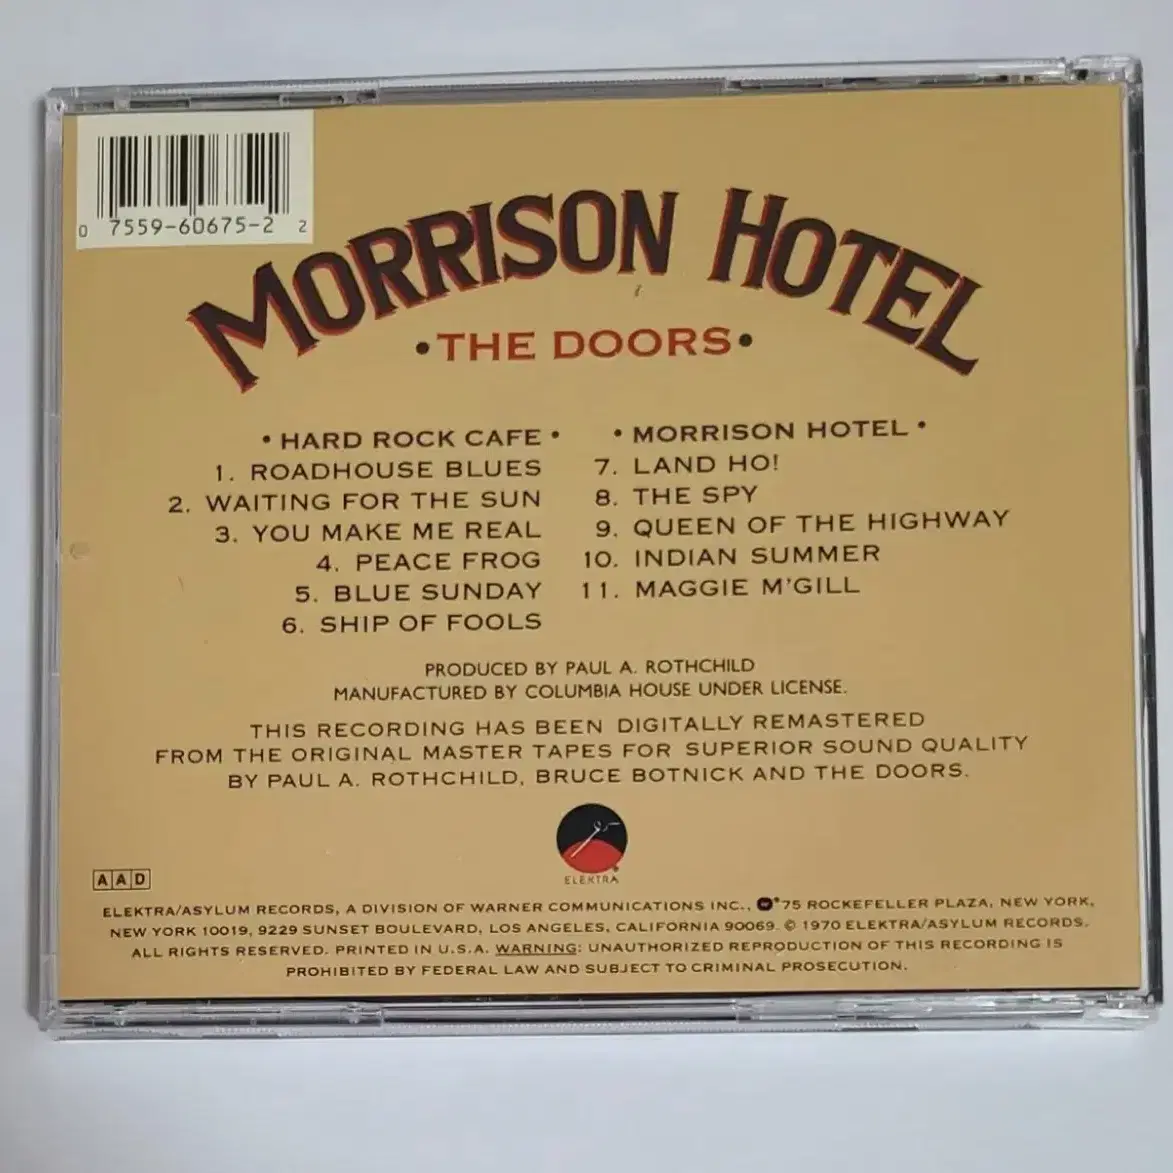 0 7559-60675-2 2
MORRISON HOTEL
•THE DOORS•
• HARD ROCK CAFE •
1. ROADHOUSE BLUES
2. WAITING FOR THE SUN
3. YOU MAKE ME REAL
4. PEACE FROG
5. BLUE SUNDAY
6. SHIP OF FOOLS
• MORRISON HOTEL •
7. LAND HO!
8. THE SPY
9. QUEEN OF THE HIGHWAY
10. INDIAN SUMMER
11. MAGGIE M'GILL
PRODUCED BY PAUL A. ROTHCHILD
MANUFACTURED BY COLUMBIA HOUSE UNDER LICENSE.
THIS RECORDING HAS BEEN DIGITALLY REMASTERED
FROM THE ORIGINAL MASTER TAPES FOR SUPERIOR SOUND QUALITY
BY PAUL A. ROTHCHILD, BRUCE BOTNICK AND THE DOORS.
ELEKTRA
AAD
ELEKTRA/ASYLUM RECORDS, A DIVISION OF WARNER COMMUNICATIONS INC., 75 ROCKEFELLER PLAZA, NEW YORK,
NEW YORK 10019, 9229 SUNSET BOULEVARD, LOS ANGELES, CALIFORNIA 90069. © 1970 ELEKTRA/ASYLUM RECORDS.
ALL RIGHTS RESERVED. PRINTED IN U.S.A. WARNING: UNAUTHORIZED REPRODUCTION OF THIS RECORDING IS
PROHIBITED BY FEDERAL LAW AND SUBJECT TO CRIMINAL PROSECUTION.